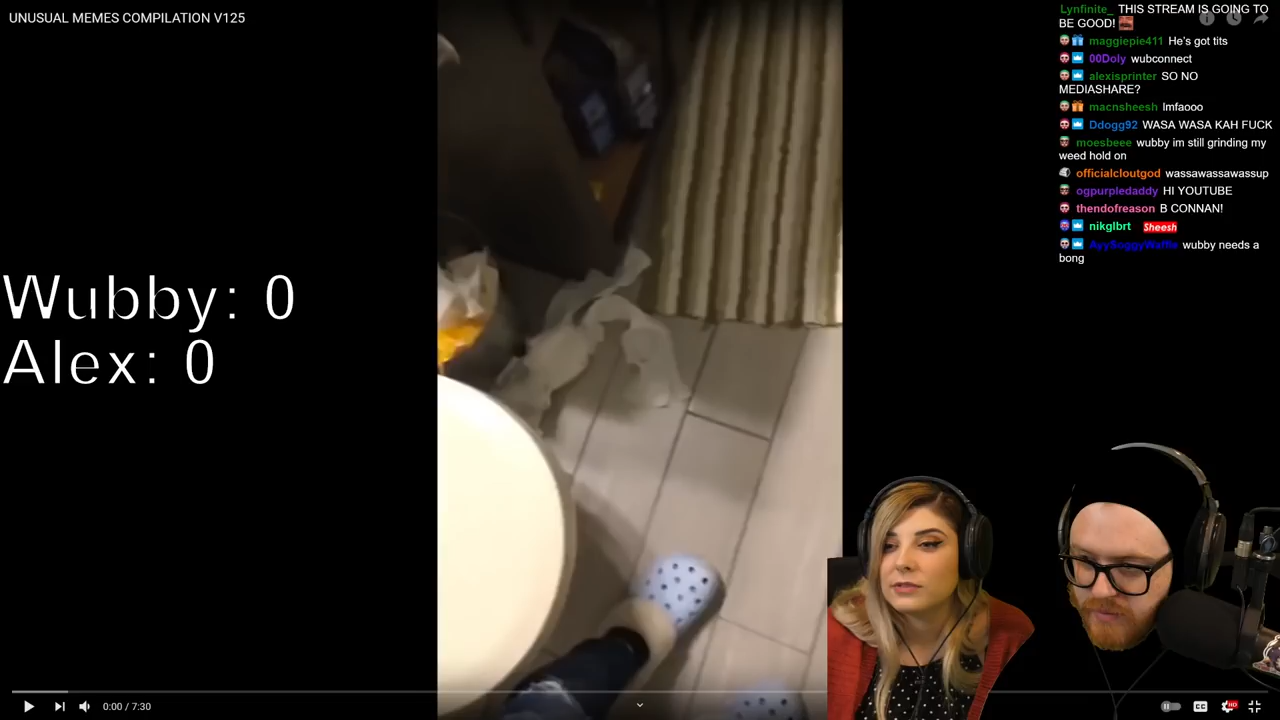 UNUSUAL MEMES COMPILATION V125
Lynfinite_ THIS STREAM IS GOING TO
BE GOOD!
maggiepie411 He's got tits
00Doly wubconnect
alexisprinter SO NO
MEDIASHARE?
macnsheesh lmfaooo
Ddogg92 WASA WASA KAH FUCK
moesbeee wubby im still grinding my
weed hold on
officialcloutgod wassawassawassup
ogpurpledaddy HI YOUTUBE
thendofreason B CONNAN!
nikglbrt Sheesh
AyySoggyWaffle wubby needs a
bong
Wubby: 0
Alex: 0
0:00 / 7:30
CC
HD